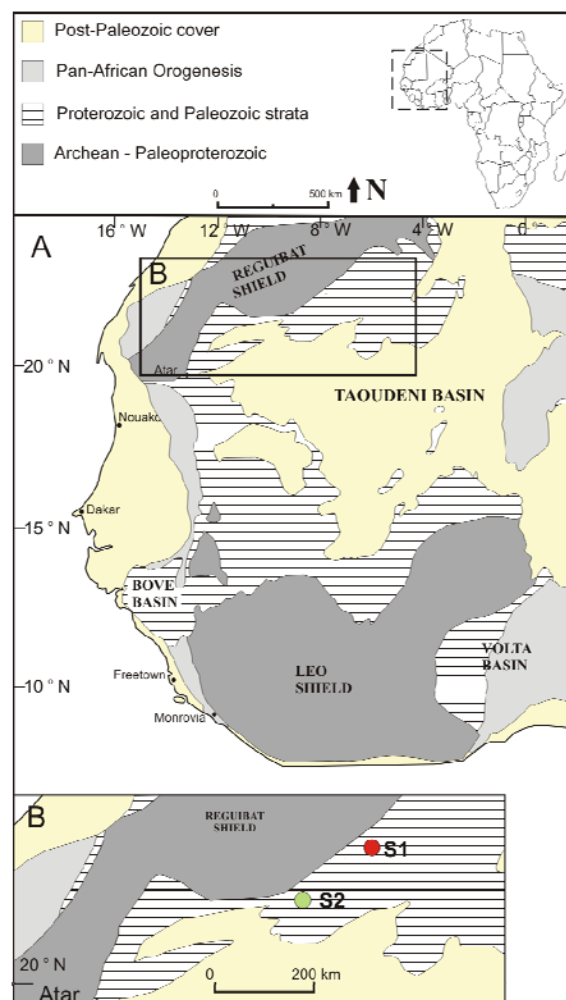 Post-Paleozoic cover
Pan-African Orogenesis
Proterozoic and Paleozoic strata
Archean - Paleoproterozoic
0 500 km N
A
16 ° W 12 ° W 8 ° W 4 ° W 0 °
B
REGUIBAT
SHIELD
20 ° N
Atar
TAOUDENI BASIN
Nouako
Dakar
15 ° N
BOVE
BASIN
VOLTA
BASIN
LEO
SHIELD
Freetown
10 ° N
Monrovia
B
REGUIBAT
SHIELD
S1
S2
20 ° N
0 200 km
Atar